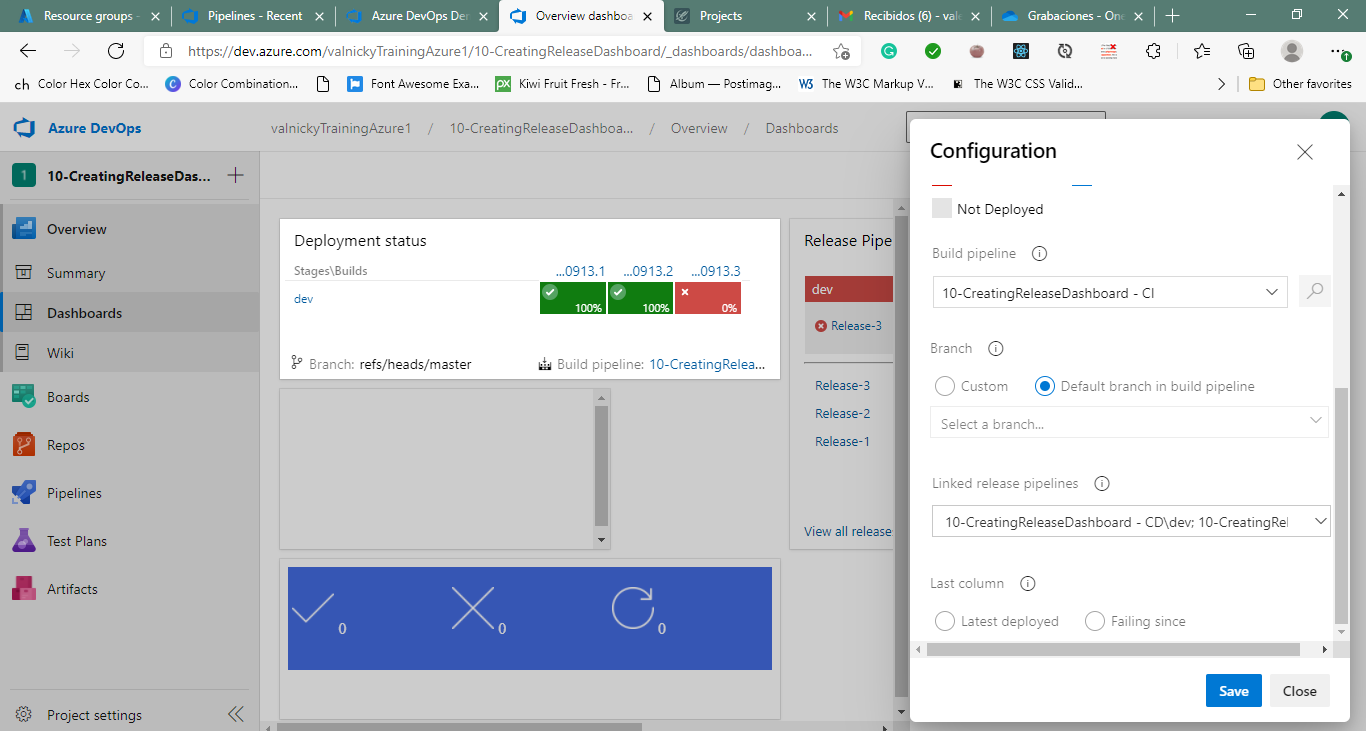 Resource groups -
Pipelines - Recent
Azure DevOps Der
Overview dashboa
Projects
Recibidos (6) - vale
Grabaciones - One
https://dev.azure.com/valnickyTrainingAzure1/10-CreatingReleaseDashboard/_dashboards/dashboa...
ch Color Hex Color Co...
Color Combination...
Font Awesome Exa...
Kiwi Fruit Fresh - Fr...
Album — Postimag...
The W3C Markup V...
The W3C CSS Valid...
Other favorites
Azure DevOps
valnickyTrainingAzure1 / 10-CreatingReleaseDashboa... / Overview / Dashboards
1 10-CreatingReleaseDas...
Overview
Summary
Dashboards
Wiki
Boards
Repos
Pipelines
Test Plans
Artifacts
Project settings
Deployment status
Stages\Builds ...0913.1 ...0913.2 ...0913.3
dev 100% 100% 0%
Branch: refs/heads/master Build pipeline: 10-CreatingRelea...
0 0 0
Release Pipe
dev
Release-3
Release-3
Release-2
Release-1
View all release
Configuration
Not Deployed
Build pipeline
10-CreatingReleaseDashboard - CI
Branch
Custom Default branch in build pipeline
Select a branch...
Linked release pipelines
10-CreatingReleaseDashboard - CD\dev; 10-CreatingRel
Last column
Latest deployed Failing since
Save Close